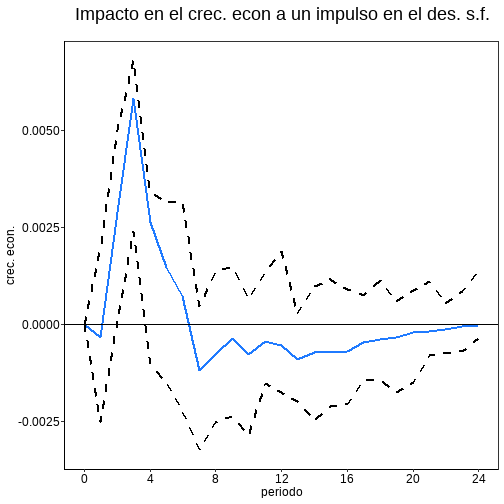 Impacto en el crec. econ a un impulso en el des. s.f.
0.0050
0.0025
0.0000
-0.0025
crec. econ.
0 4 8 12 16 20 24
periodo